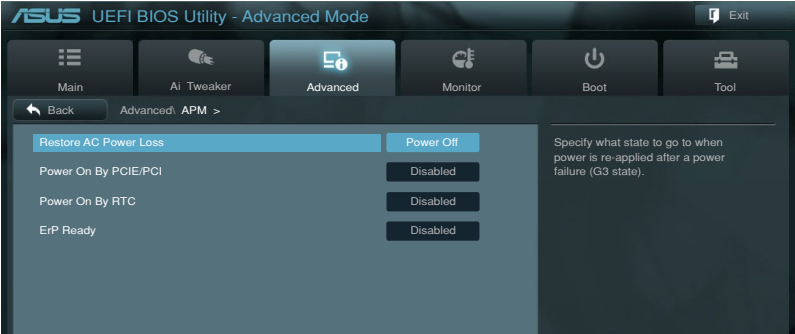 ASUS UEFI BIOS Utility - Advanced Mode
Exit
Main
Ai Tweaker
Advanced
Monitor
Boot
Tool
Back
Advanced\ APM >
Restore AC Power Loss
Power Off
Power On By PCIE/PCI
Disabled
Power On By RTC
Disabled
ErP Ready
Disabled
Specify what state to go to when
power is re-applied after a power
failure (G3 state).